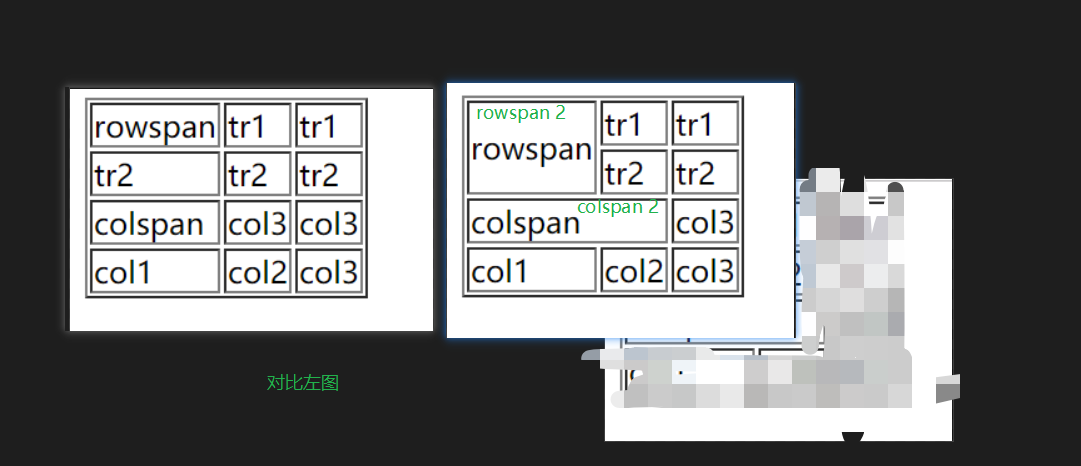 rowspan tr1 tr1
tr2 tr2 tr2
colspan col3 col3
col1 col2 col3
rowspan 2
rowspan tr1 tr1
tr2 tr2
colspan 2
colspan col3
col1 col2 col3
对比左图